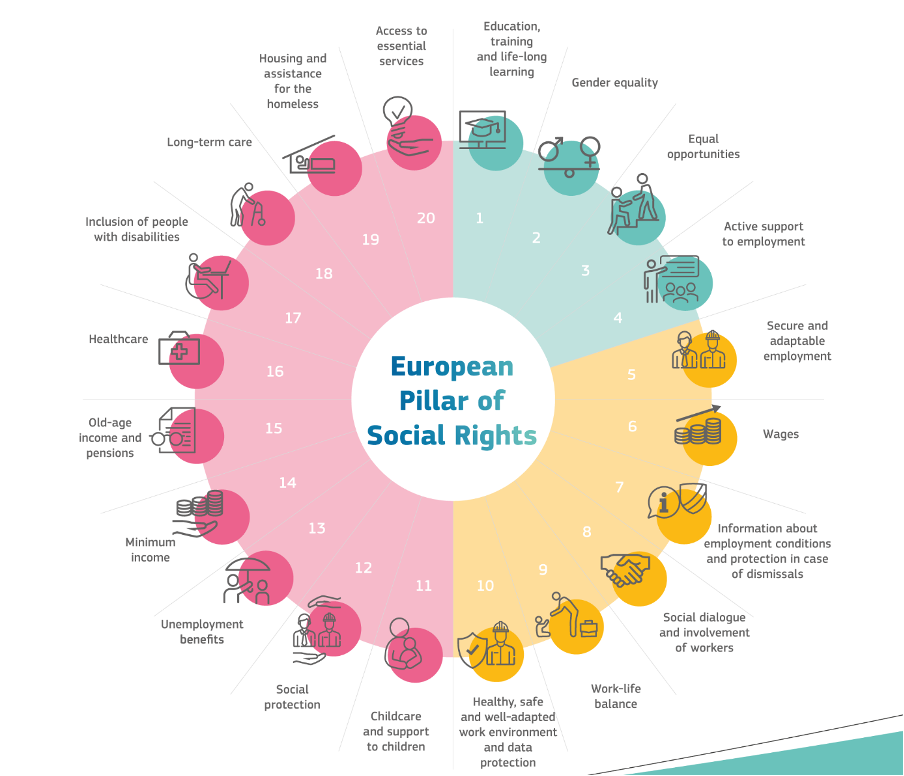 European
Pillar of
Social Rights
1
Education,
training
and life-long
learning
2
Gender equality
3
Equal
opportunities
4
Active support
to employment
5
Secure and
adaptable
employment
6
Wages
7
Information about
employment conditions
and protection in case
of dismissals
8
Social dialogue
and involvement
of workers
9
Work-life
balance
10
Healthy, safe
and well-adapted
work environment
and data
protection
11
Childcare
and support
to children
12
Social
protection
13
Unemployment
benefits
14
Minimum
income
15
Old-age
income and
pensions
16
Healthcare
17
Inclusion of people
with disabilities
18
Long-term care
19
Housing and
assistance
for the
homeless
20
Access to
essential
services